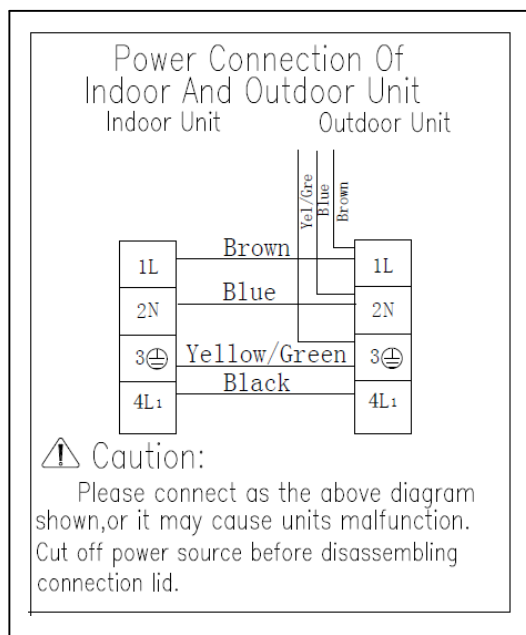 Power Connection Of
Indoor And Outdoor Unit
Indoor Unit Outdoor Unit
Yel/Gre
Blue
Brown
1L Brown 1L
2N Blue 2N
3 Yellow/Green 3
4L1 Black 4L1
Caution:
Please connect as the above diagram
shown,or it may cause units malfunction.
Cut off power source before disassembling
connection lid.